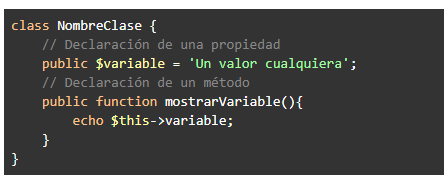 class NombreClase {
// Declaración de una propiedad
public $variable = 'Un valor cualquiera';
// Declaración de un método
public function mostrarVariable(){
echo $this->variable;
}
}